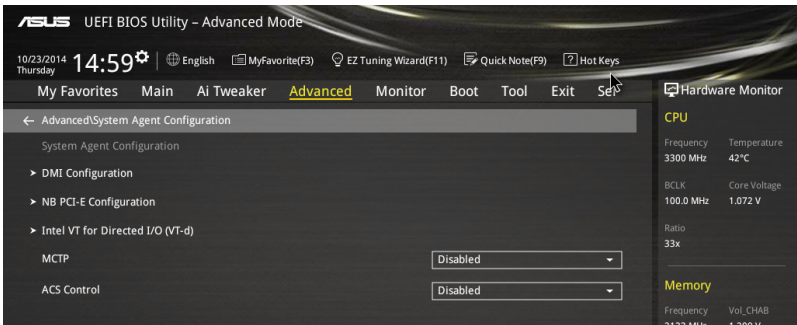 ASUS UEFI BIOS Utility – Advanced Mode
10/23/2014 Thursday 14:59 English MyFavorite(F3) EZ Tuning Wizard(F11) Quick Note(F9) ? Hot Keys
My Favorites Main Ai Tweaker Advanced Monitor Boot Tool Exit
Hardware Monitor
← Advanced\System Agent Configuration
System Agent Configuration
> DMI Configuration
> NB PCI-E Configuration
> Intel VT for Directed I/O (VT-d)
MCTP Disabled
ACS Control Disabled
CPU
Frequency Temperature
3300 MHz 42°C
BCLK Core Voltage
100.0 MHz 1.072 V
Ratio
33x
Memory
Frequency Vol_CHAB